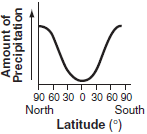 Amount of
Precipitation
90 60 30 0 30 60 90
North South
Latitude (°)